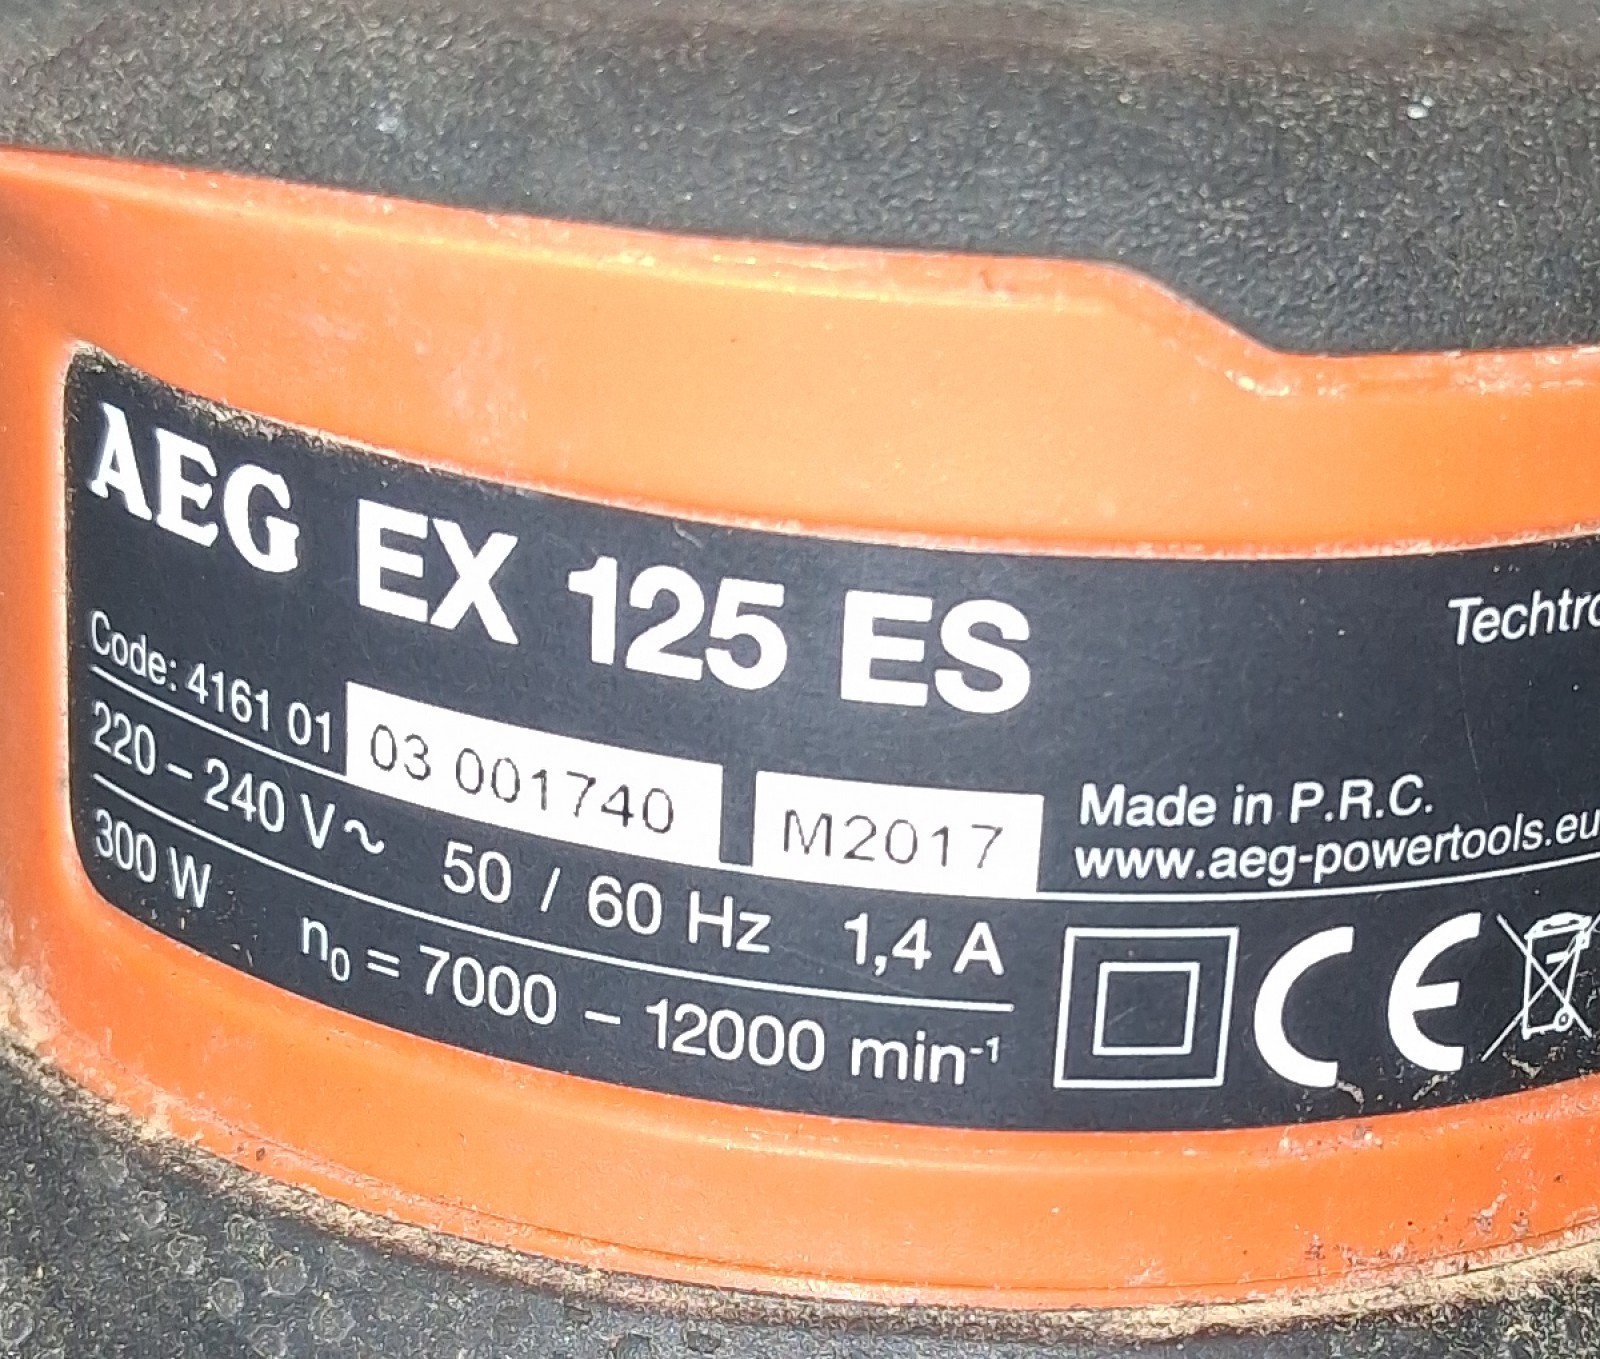 AEG EX 125 ES
Techtro
Code: 4161 01 03 001740 M2017
Made in P.R.C.
www.aeg-powertools.eu
220 – 240 V~ 50 / 60 Hz 1,4 A
300 W n₀ = 7000 – 12000 min⁻¹
CE